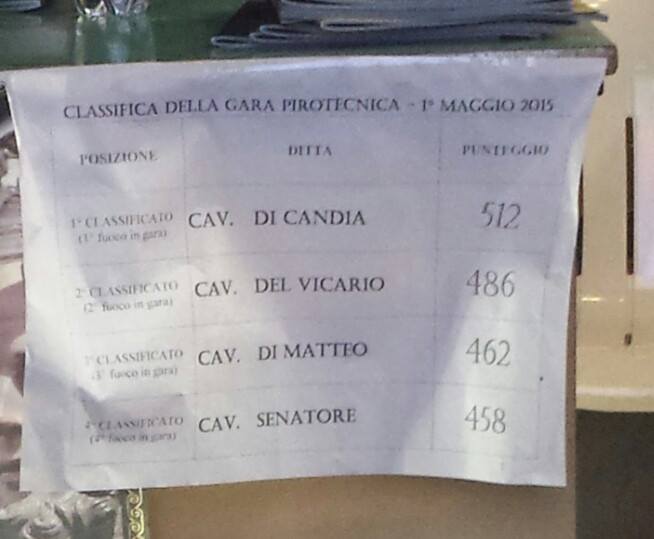 CLASSIFICA DELLA GARA PIROTECNICA - 1° MAGGIO 2015
POSIZIONE DITTA PUNTEGGIO
1° CLASSIFICATO CAV. DI CANDIA 512
(1° fuoco in gara)
2° CLASSIFICATO CAV. DEL VICARIO 486
(2° fuoco in gara)
3° CLASSIFICATO CAV. DI MATTEO 462
(3° fuoco in gara)
4° CLASSIFICATO CAV. SENATORE 458
(4° fuoco in gara)